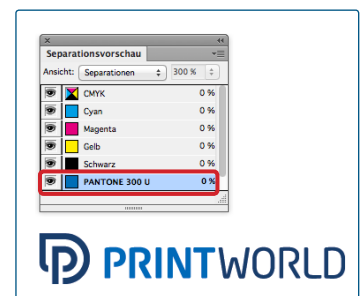 Separationsvorschau
Ansicht: Separationen 300 %
CMYK 0 %
Cyan 0 %
Magenta 0 %
Gelb 0 %
Schwarz 0 %
PANTONE 300 U 0 %
PRINTWORLD